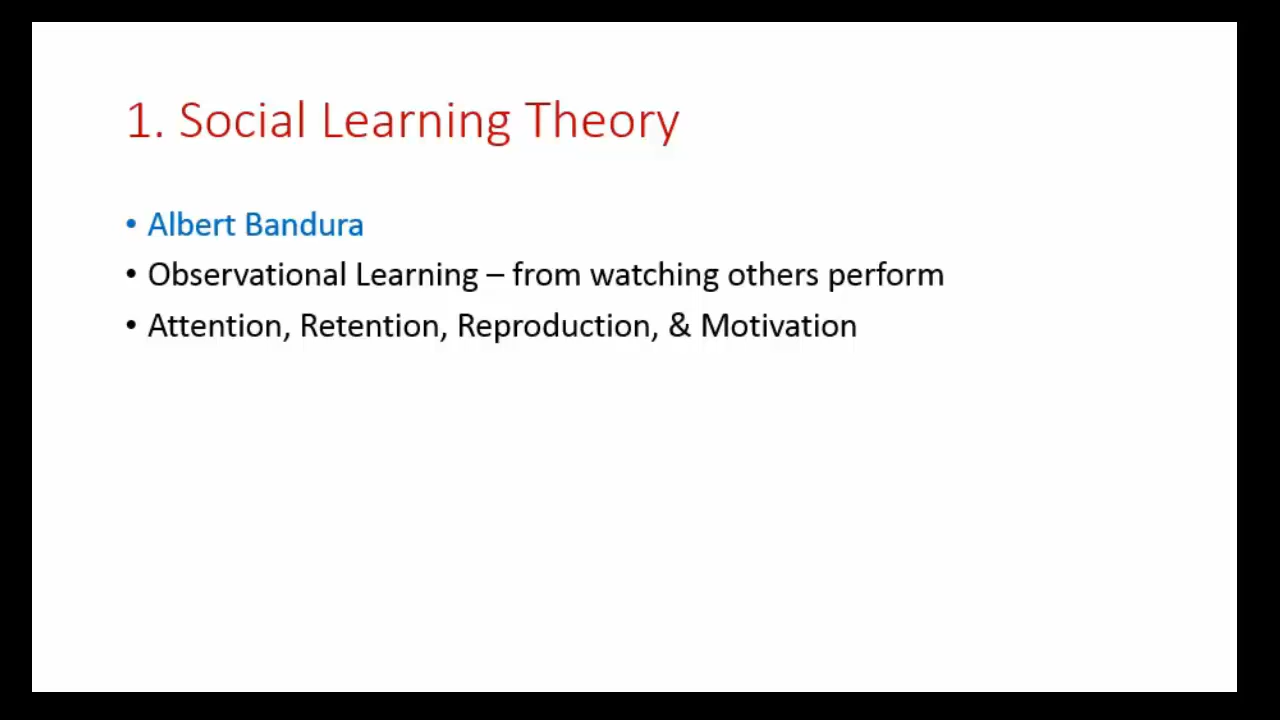 1. Social Learning Theory
• Albert Bandura
• Observational Learning – from watching others perform
• Attention, Retention, Reproduction, & Motivation